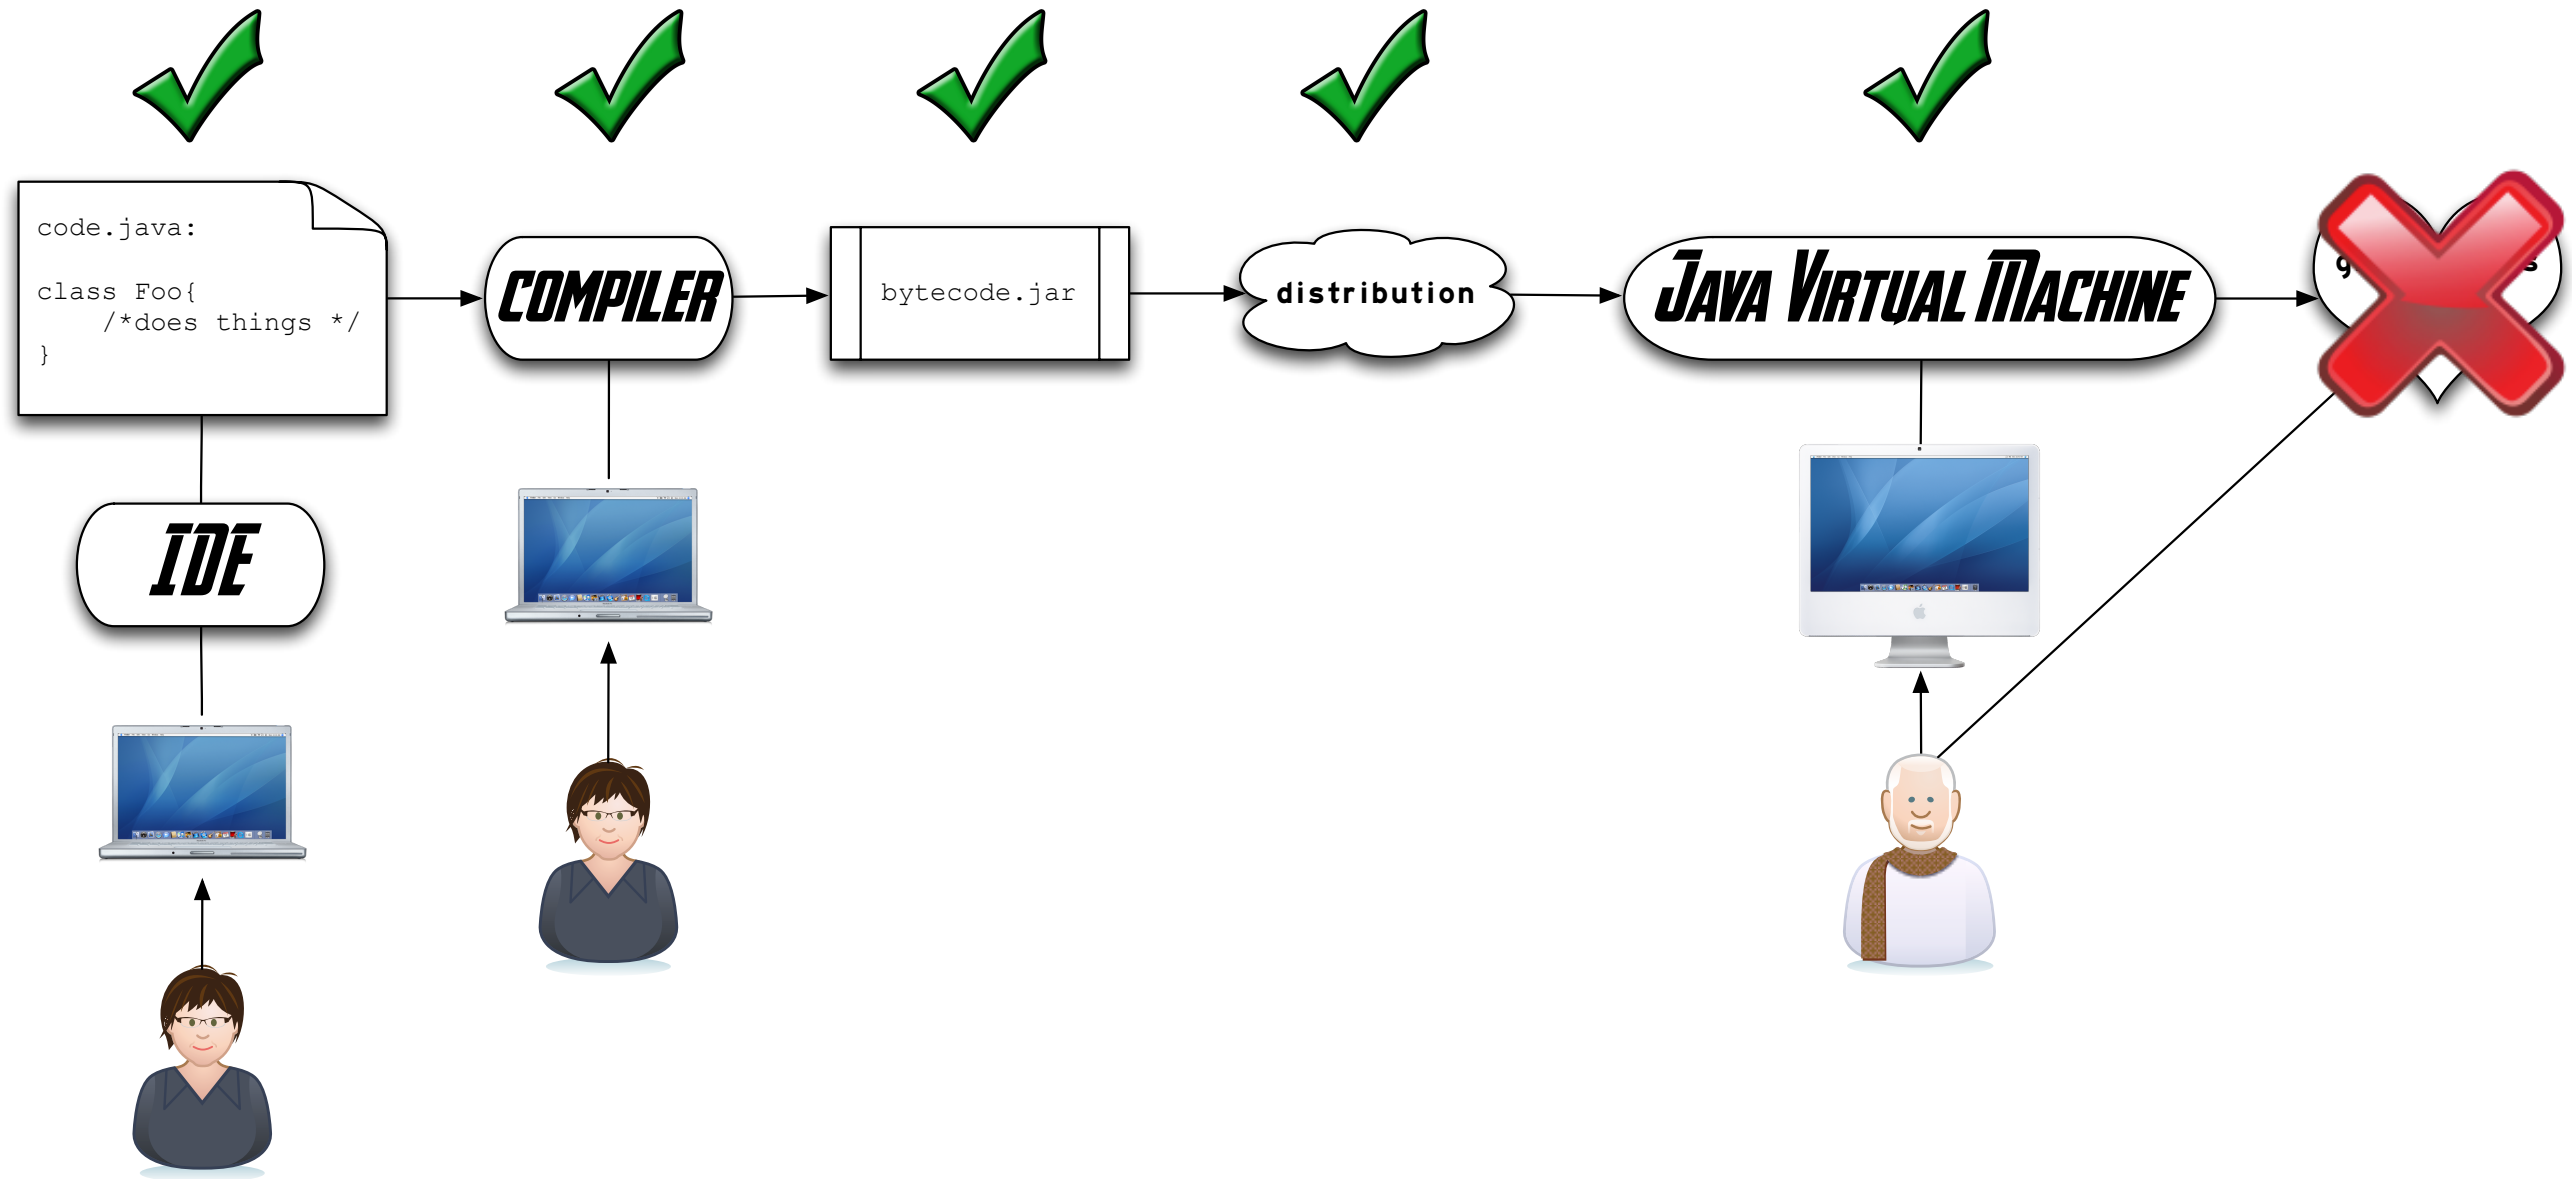 code.java:
class Foo{
/*does things */
}
COMPILER
bytecode.jar
distribution
JAVA VIRTUAL MACHINE
IDE